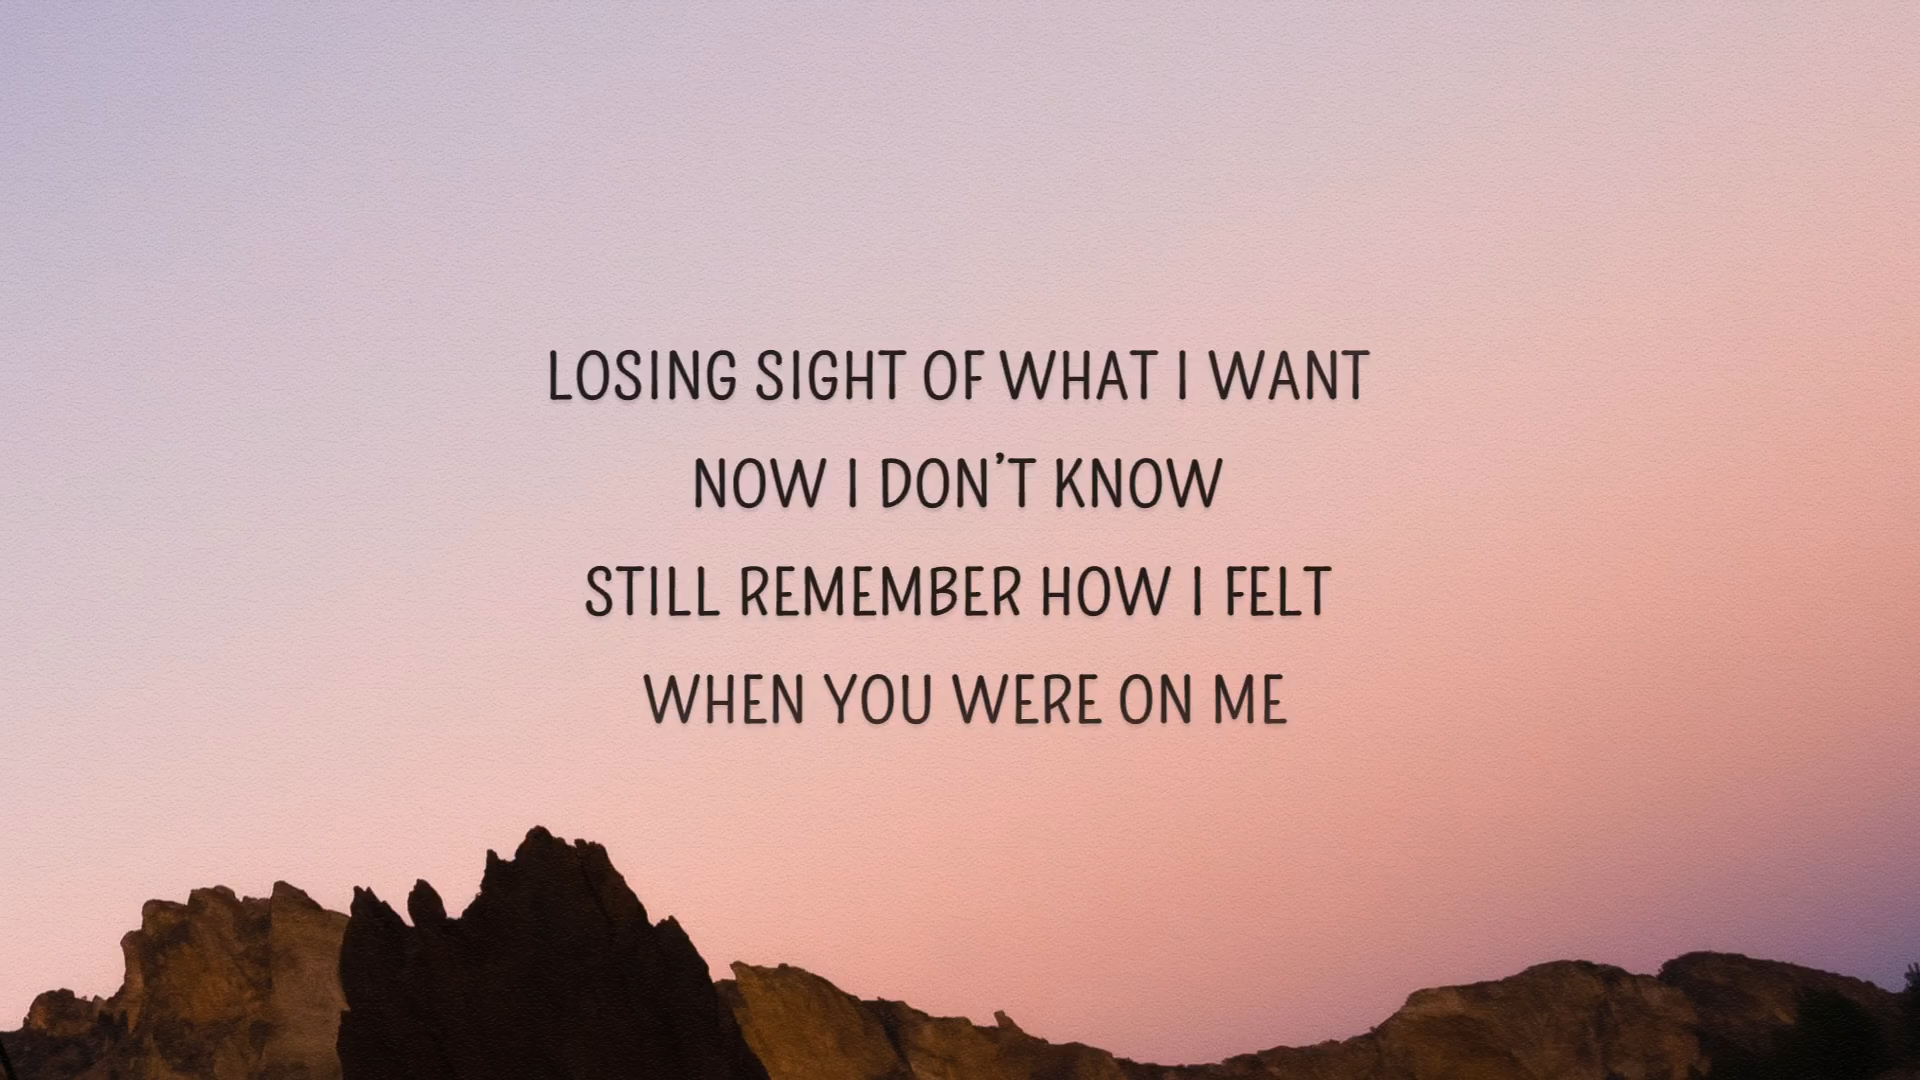 LOSING SIGHT OF WHAT I WANT
NOW I DON’T KNOW
STILL REMEMBER HOW I FELT
WHEN YOU WERE ON ME